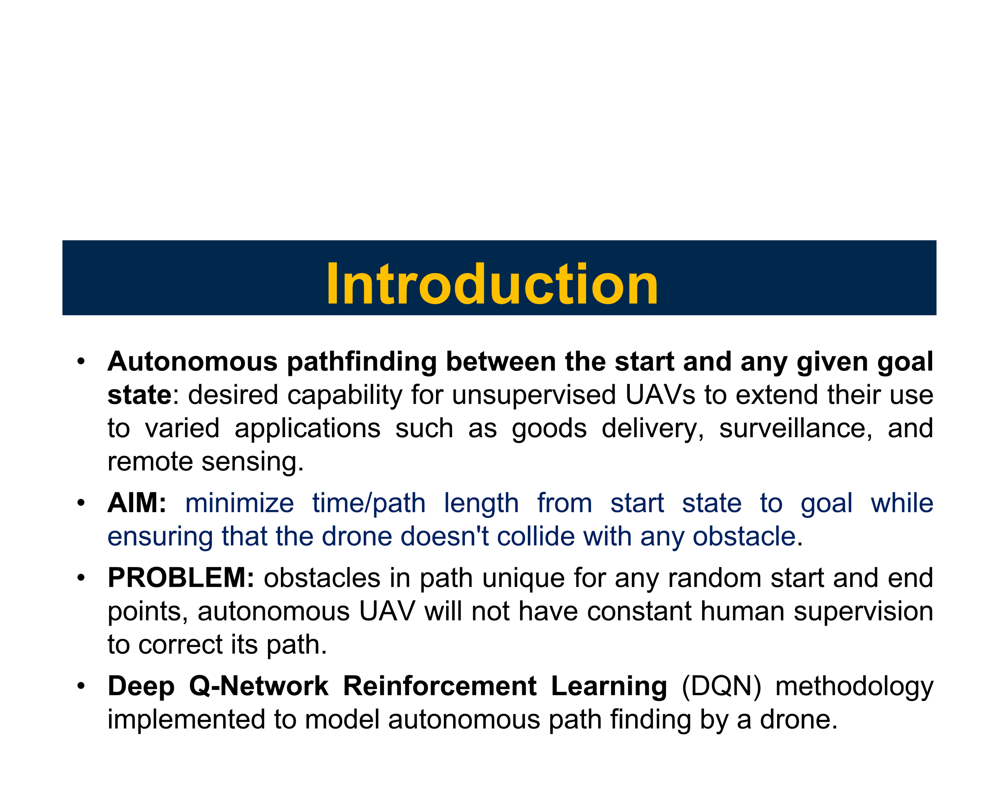 Introduction
• Autonomous pathfinding between the start and any given goal
state: desired capability for unsupervised UAVs to extend their use
to varied applications such as goods delivery, surveillance, and
remote sensing.
• AIM: minimize time/path length from start state to goal while
ensuring that the drone doesn't collide with any obstacle.
• PROBLEM: obstacles in path unique for any random start and end
points, autonomous UAV will not have constant human supervision
to correct its path.
• Deep Q-Network Reinforcement Learning (DQN) methodology
implemented to model autonomous path finding by a drone.